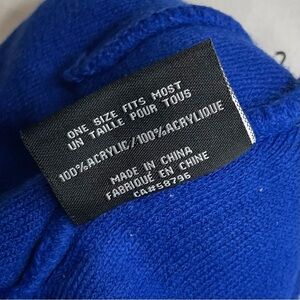 ONE SIZE FITS MOST
UN TAILLE POUR TOUS
100%ACRYLIC/100%ACRYLIQUE
MADE IN CHINA
FABRIQUÉ EN CHINE
CA#58796